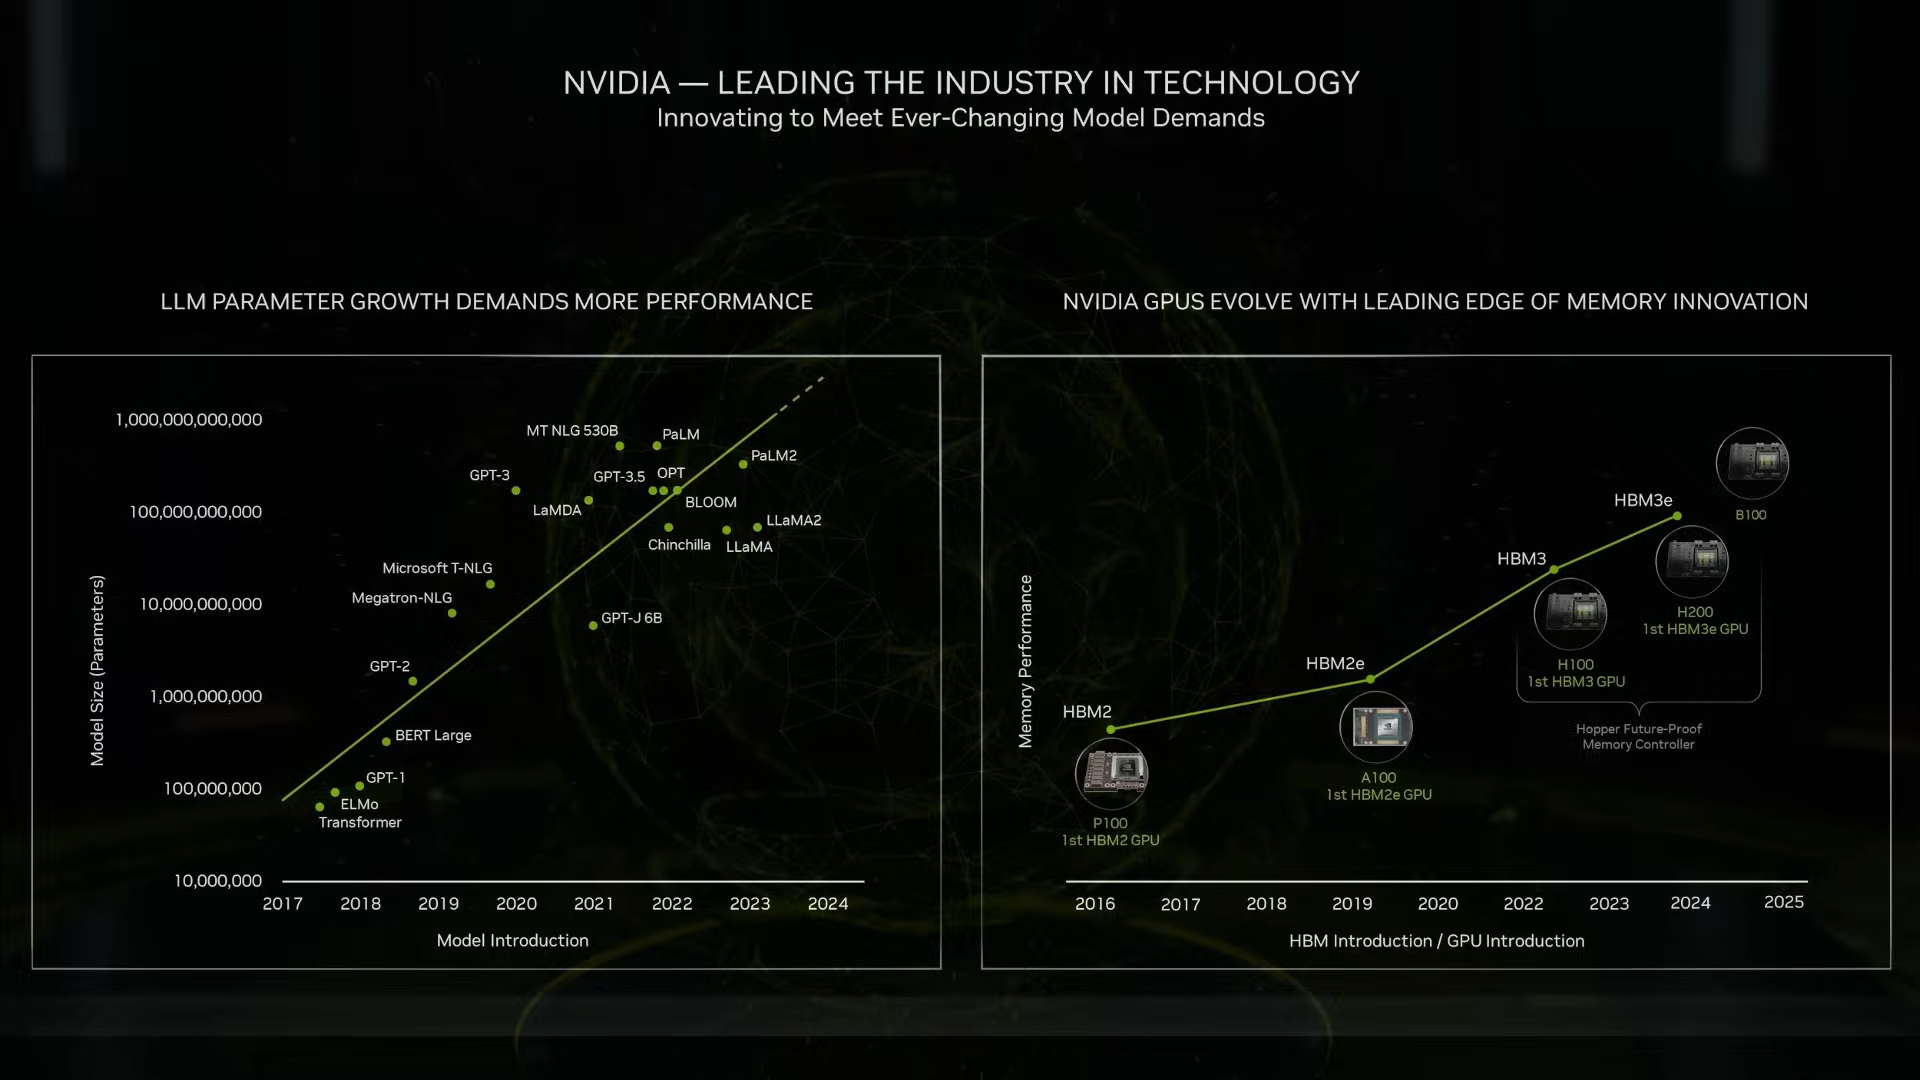 NVIDIA — LEADING THE INDUSTRY IN TECHNOLOGY
Innovating to Meet Ever-Changing Model Demands
LLM PARAMETER GROWTH DEMANDS MORE PERFORMANCE
Model Size (Parameters)
1,000,000,000,000
100,000,000,000
10,000,000,000
1,000,000,000
100,000,000
10,000,000
MT NLG 530B
PaLM
PaLM2
GPT-3
GPT-3.5
OPT
LaMDA
BLOOM
LLaMA2
Chinchilla
LLaMA
Microsoft T-NLG
Megatron-NLG
GPT-J 6B
GPT-2
BERT Large
GPT-1
ELMo
Transformer
2017 2018 2019 2020 2021 2022 2023 2024
Model Introduction
NVIDIA GPUS EVOLVE WITH LEADING EDGE OF MEMORY INNOVATION
Memory Performance
HBM2
P100
1st HBM2 GPU
HBM2e
A100
1st HBM2e GPU
HBM3
H100
1st HBM3 GPU
HBM3e
H200
1st HBM3e GPU
B100
Hopper Future-Proof
Memory Controller
2016 2017 2018 2019 2020 2022 2023 2024 2025
HBM Introduction / GPU Introduction